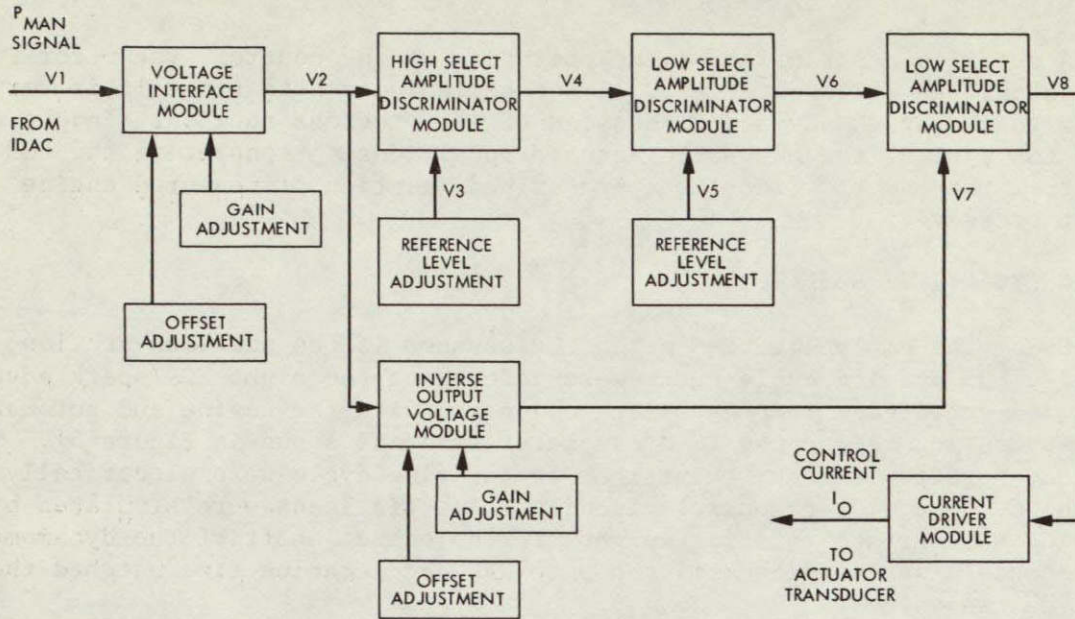 P MAN
SIGNAL
V1
FROM
IDAC
VOLTAGE
INTERFACE
MODULE
V2
HIGH SELECT
AMPLITUDE
DISCRIMINATOR
MODULE
V4
LOW SELECT
AMPLITUDE
DISCRIMINATOR
MODULE
V6
LOW SELECT
AMPLITUDE
DISCRIMINATOR
MODULE
V8
GAIN
ADJUSTMENT
V3
REFERENCE
LEVEL
ADJUSTMENT
V5
REFERENCE
LEVEL
ADJUSTMENT
V7
OFFSET
ADJUSTMENT
INVERSE
OUTPUT
VOLTAGE
MODULE
GAIN
ADJUSTMENT
OFFSET
ADJUSTMENT
CONTROL
CURRENT
I O
TO
ACTUATOR
TRANSDUCER
CURRENT
DRIVER
MODULE